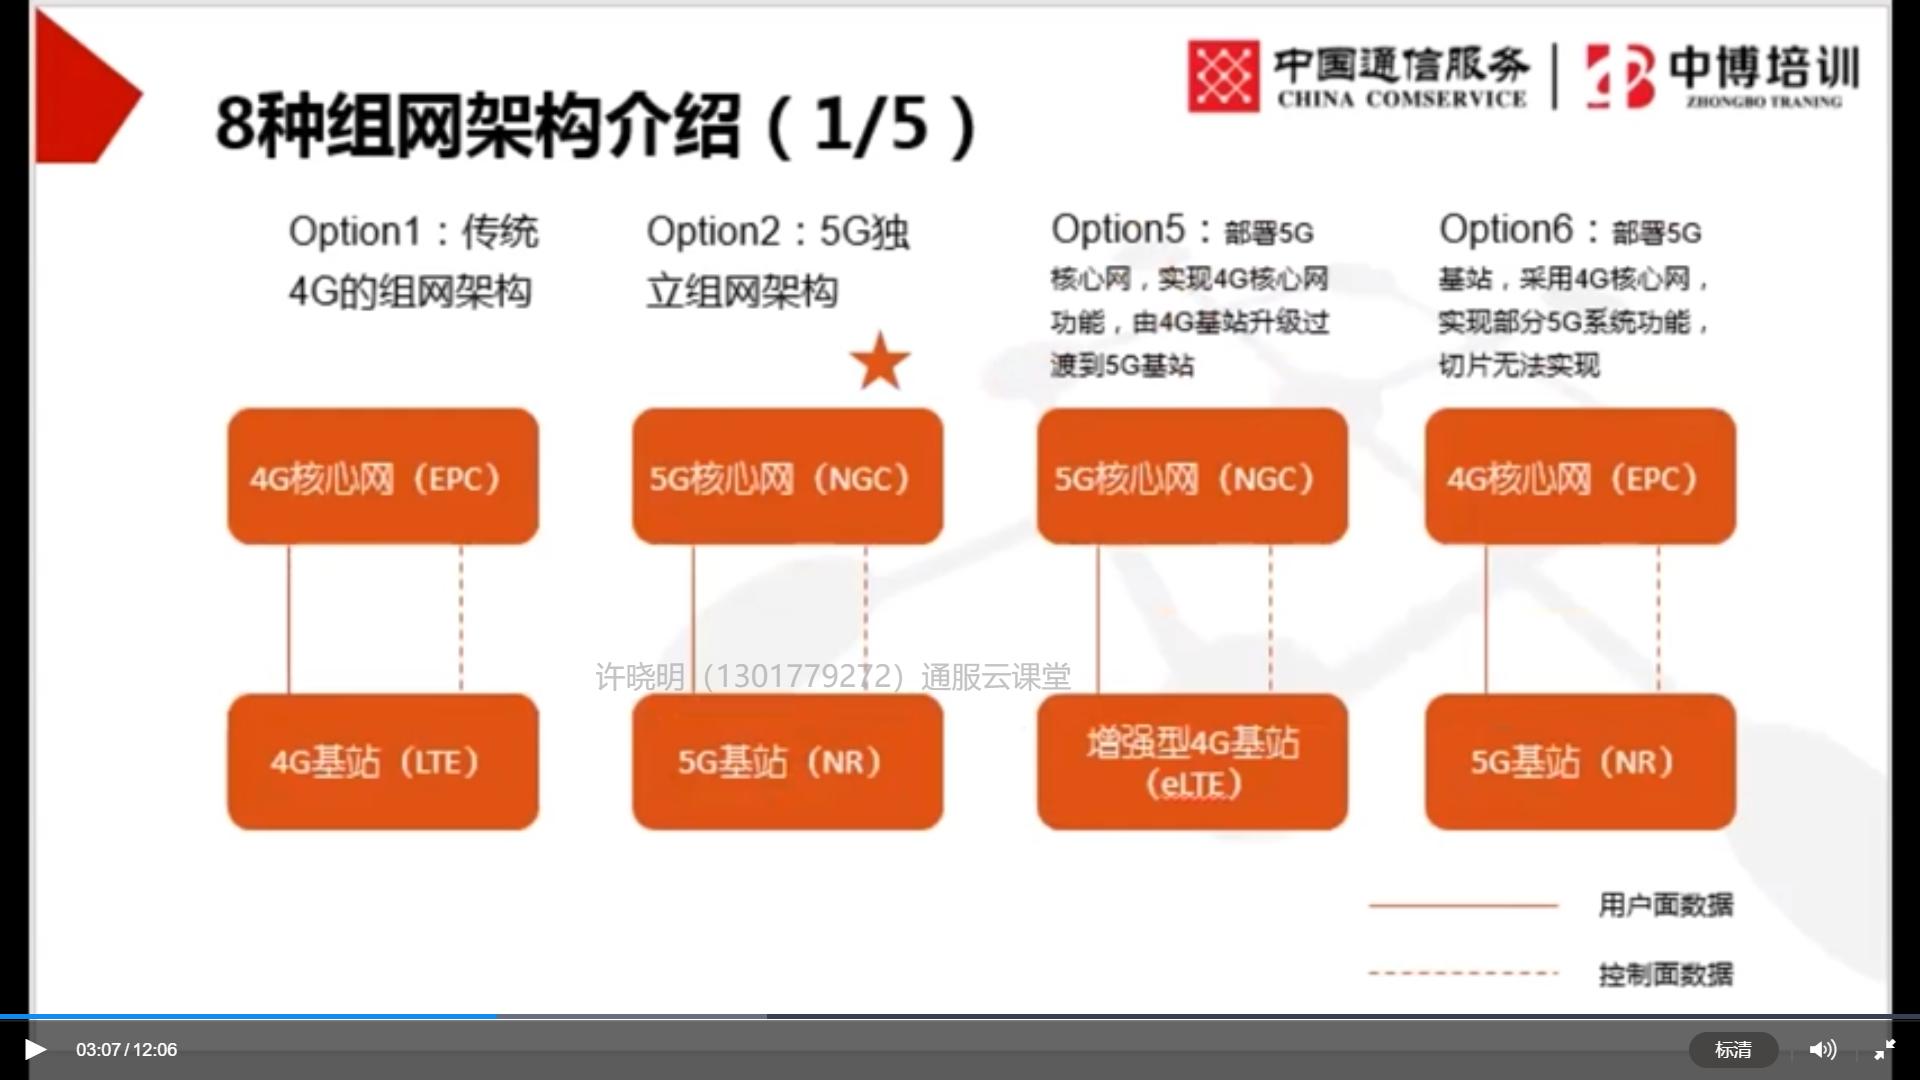 中国通信服务
CHINA COMSERVICE
中博培训
ZHONGBO TRANING
8种组网架构介绍（1/5）
Option1：传统
4G的组网架构
Option2：5G独
立组网架构
Option5：部署5G
核心网，实现4G核心网
功能，由4G基站升级过
渡到5G基站
Option6：部署5G
基站，采用4G核心网，
实现部分5G系统功能，
切片无法实现
4G核心网（EPC）
5G核心网（NGC）
5G核心网（NGC）
4G核心网（EPC）
许晓明（1301779272）通服云课堂
4G基站（LTE）
5G基站（NR）
增强型4G基站
（eLTE）
5G基站（NR）
用户面数据
控制面数据
03:07/12:06
标清